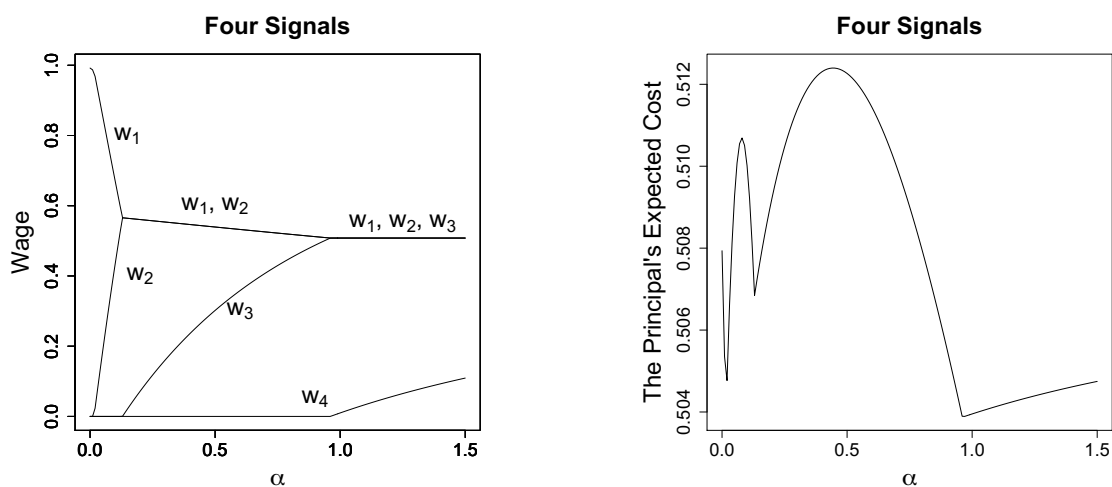 Four Signals
Wage
1.0
0.8
0.6
0.4
0.2
0.0
w1
w2
w1, w2
w3
w1, w2, w3
w4
0.0 0.5 1.0 1.5
α
Four Signals
The Principal's Expected Cost
0.512
0.510
0.508
0.506
0.504
0.0 0.5 1.0 1.5
α